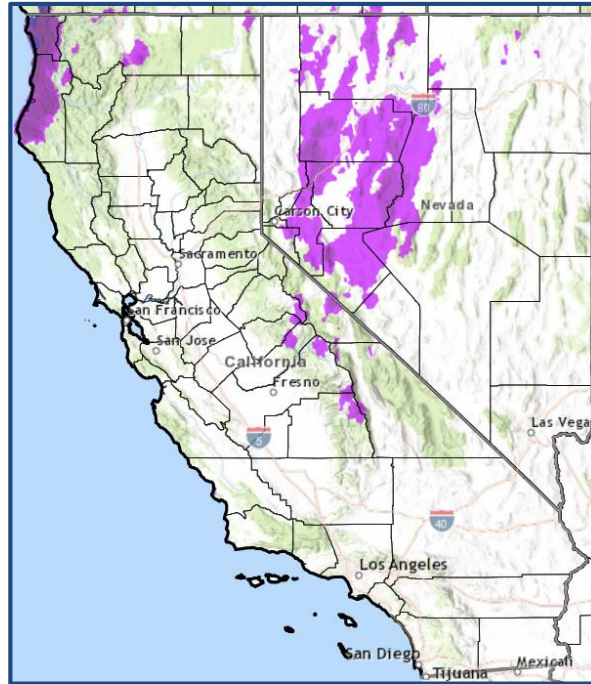 80
Nevada
Carson City
Sacramento
San Francisco
San Jose
California
Fresno
5
Las Vega
40
Los Angeles
San Diego
Tijuana
Mexicali